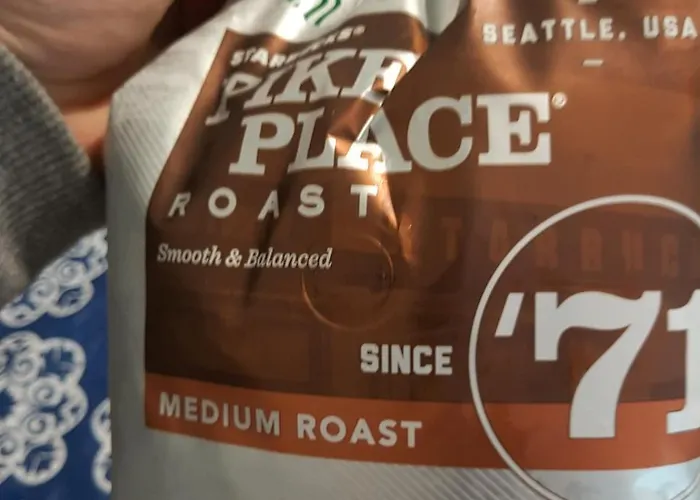 STARBUCKS®
PIKE
PLACE®
ROAST
Smooth & Balanced
SEATTLE, USA
SINCE
'71
MEDIUM ROAST